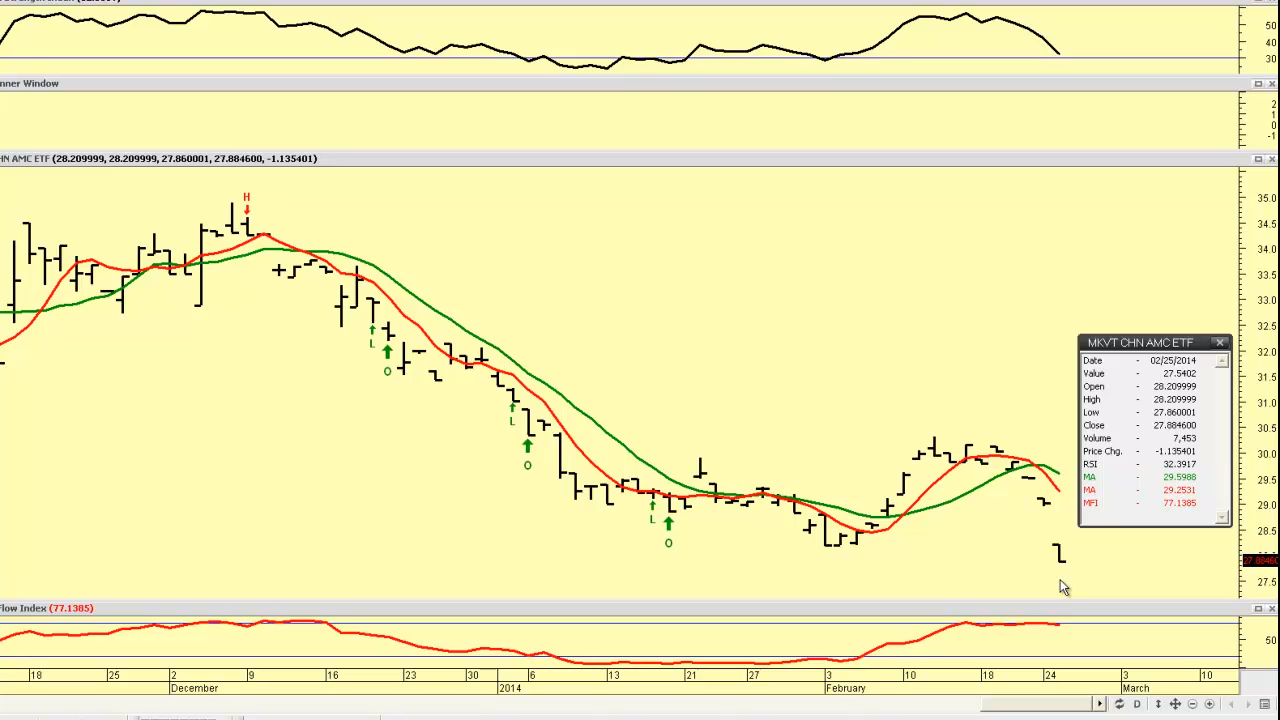 50
40
30
nner Window
2
1
0
-1
HN AMC ETF (28.209999, 28.209999, 27.860001, 27.884600, -1.135401)
H
35.0
34.5
34.0
33.5
33.0
32.5
32.0
31.5
31.0
30.5
30.0
29.5
29.0
28.5
27.5
L
O
L
O
L
O
MKVT CHN AMC ETF
Date - 02/25/2014
Value - 27.5402
Open - 28.209999
High - 28.209999
Low - 27.860001
Close - 27.884600
Volume - 7,453
Price Chg. - -1.135401
RSI - 32.3917
MA - 29.5988
MA - 29.2531
MFI - 77.1385
27.88460
Flow Index (77.1385)
50
18 25 2 9 16 23 30 6 13 21 27 3 10 18 24 3 10
December 2014 February March
D